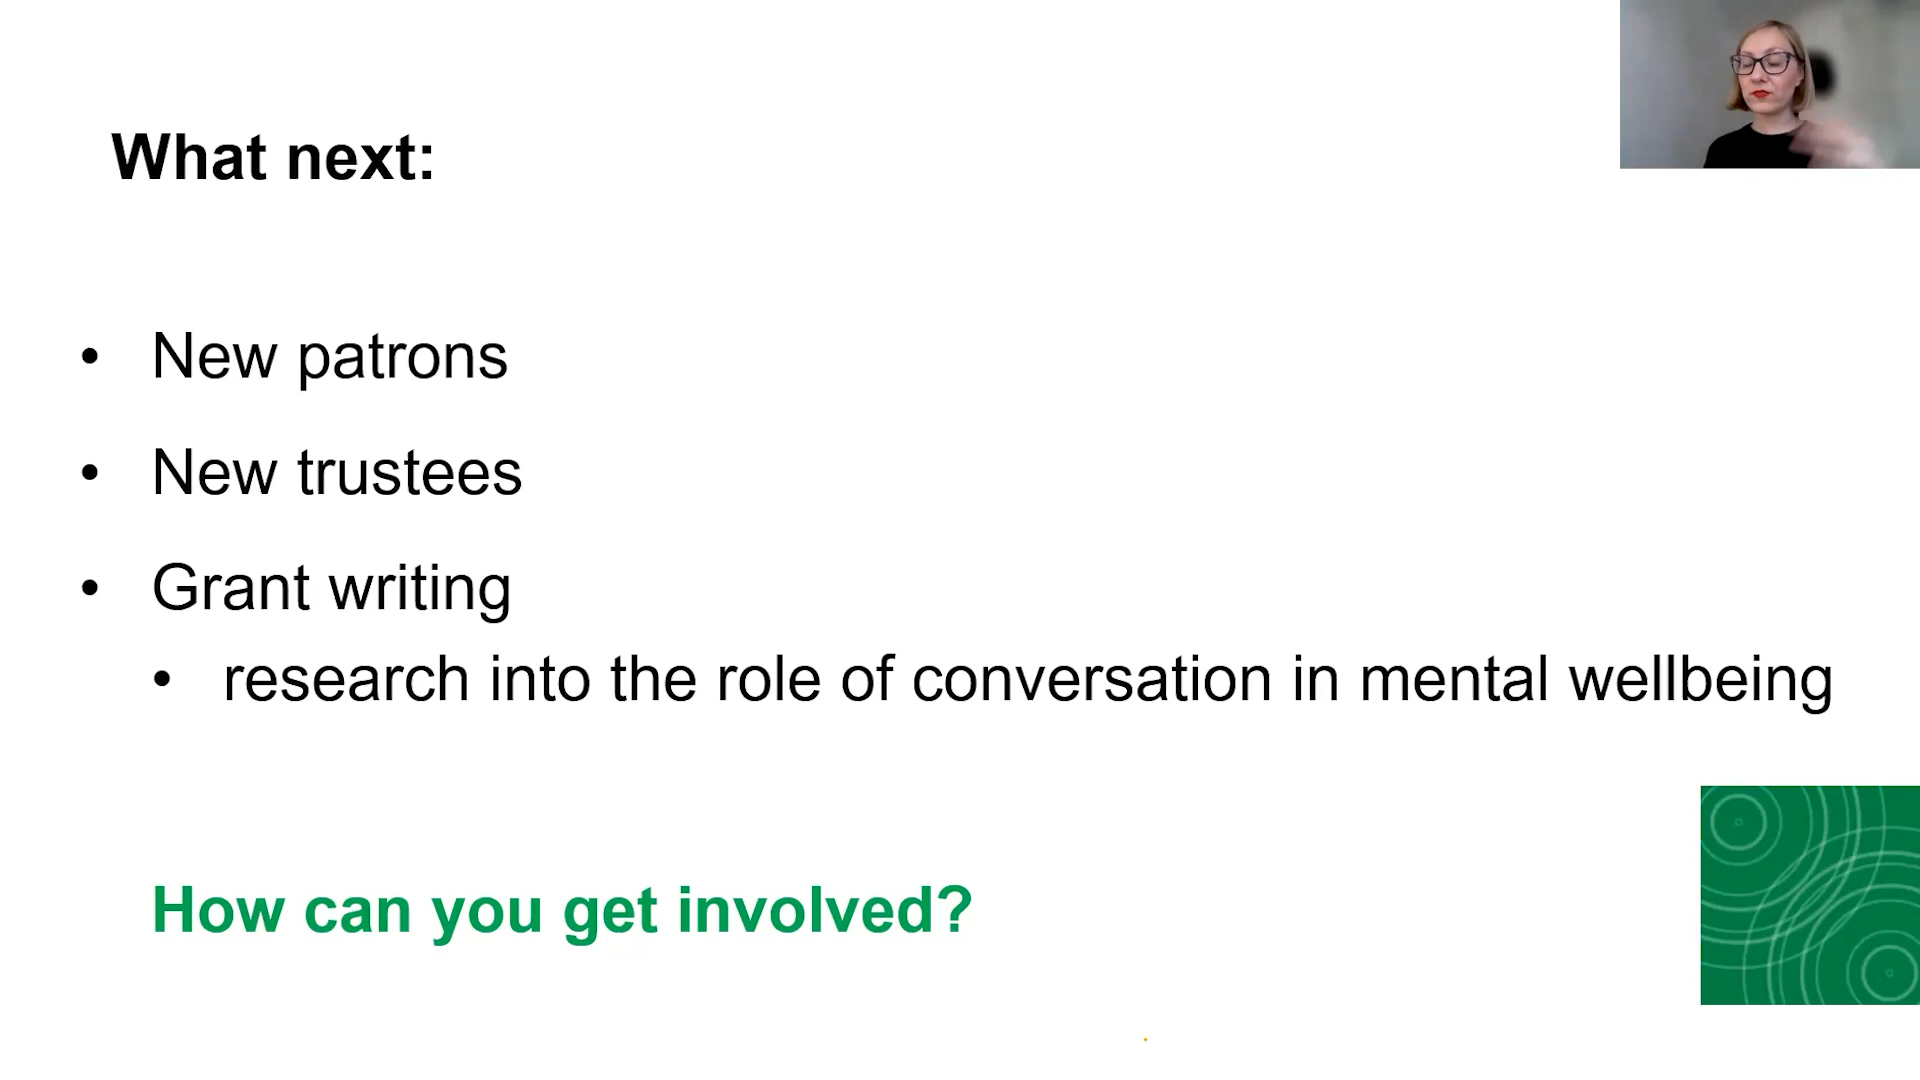 What next:
• New patrons
• New trustees
• Grant writing
• research into the role of conversation in mental wellbeing
How can you get involved?